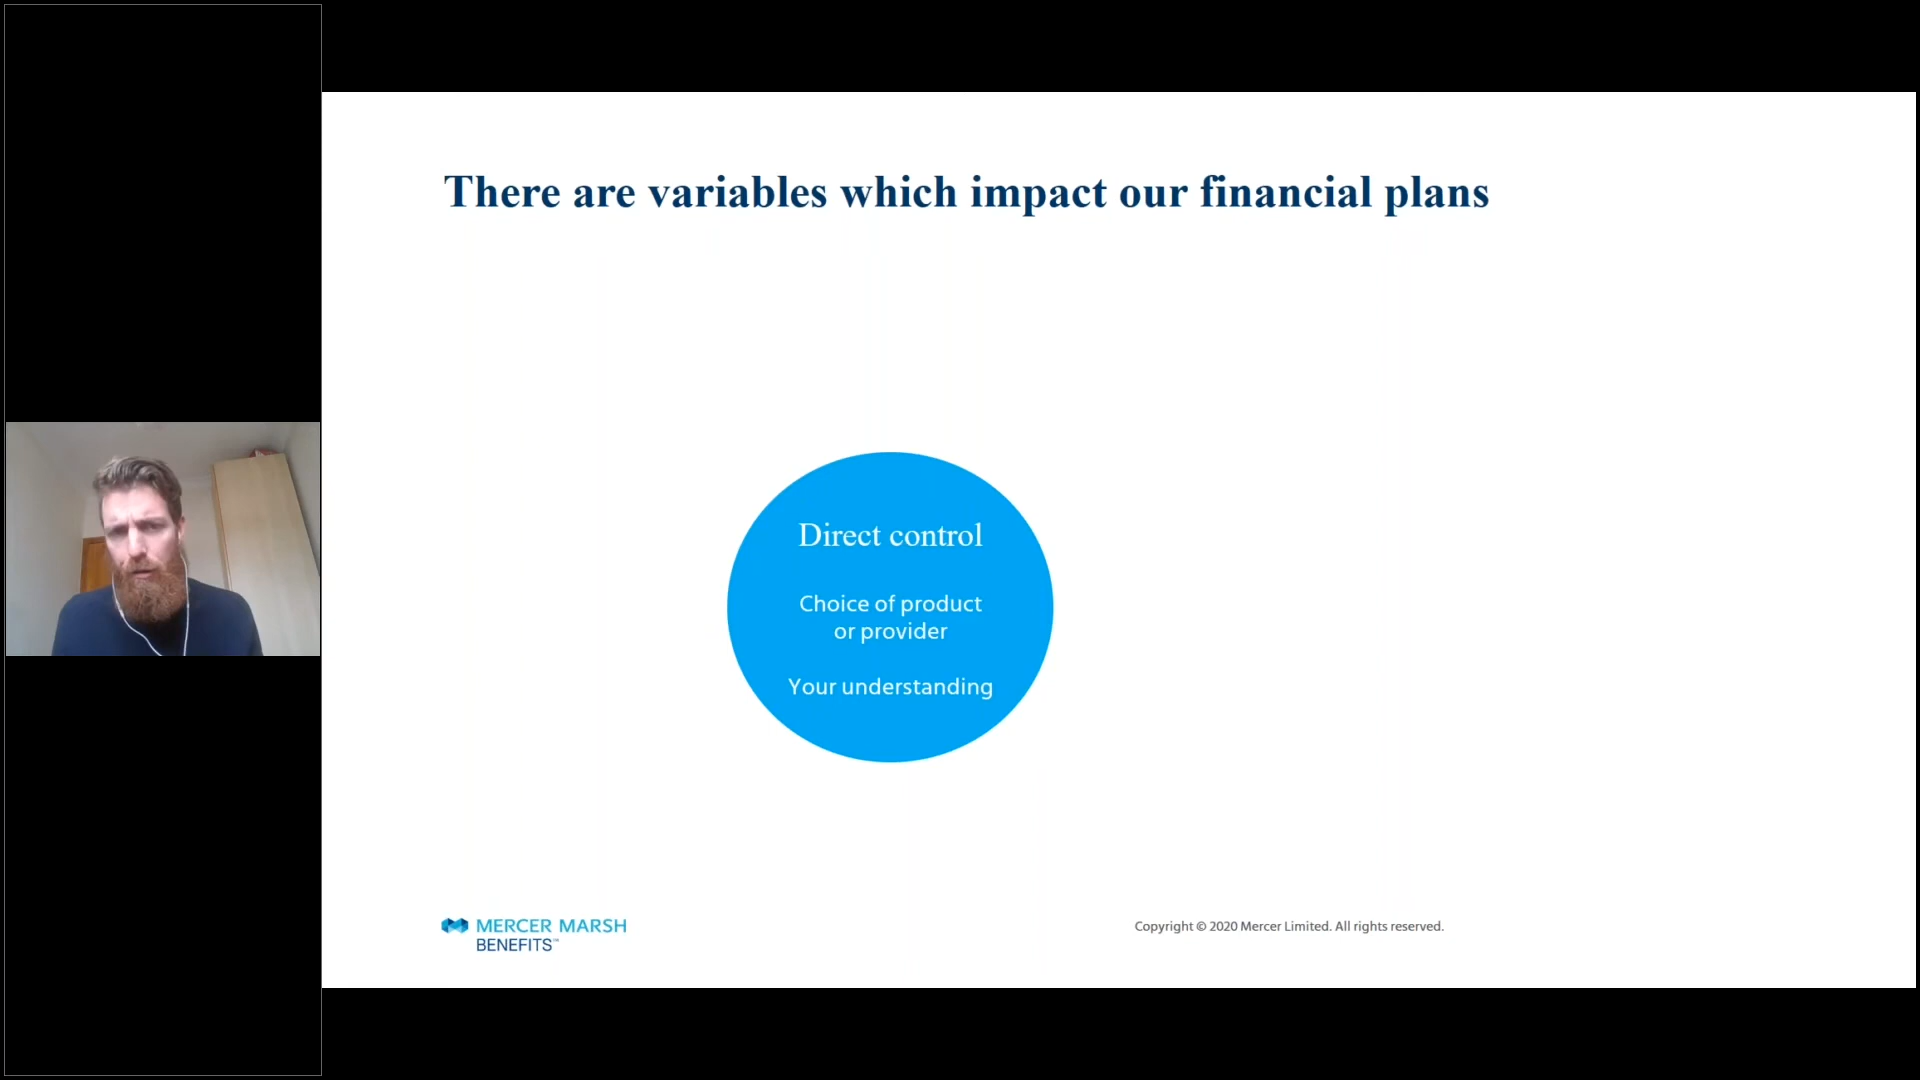 There are variables which impact our financial plans
Direct control
Choice of product
or provider
Your understanding
MERCER MARSH
BENEFITS™
Copyright © 2020 Mercer Limited. All rights reserved.